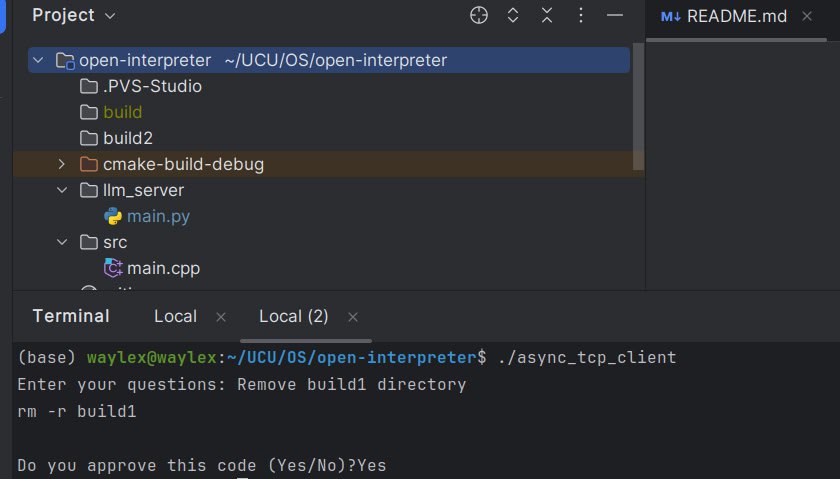 Project
README.md
open-interpreter ~/UCU/OS/open-interpreter
.PVS-Studio
build
build2
cmake-build-debug
llm_server
main.py
src
main.cpp
Terminal Local Local (2)
(base) waylex@waylex:~/UCU/OS/open-interpreter$ ./async_tcp_client
Enter your questions: Remove build1 directory
rm -r build1
Do you approve this code (Yes/No)?Yes